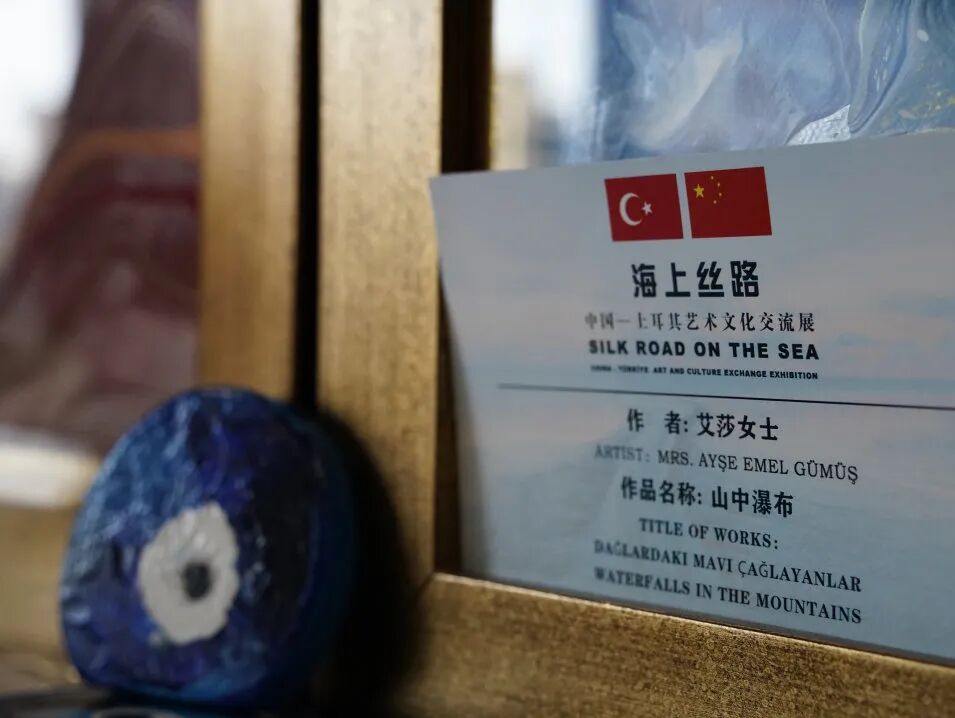 海上丝路
中国—土耳其艺术文化交流展
SILK ROAD ON THE SEA
CHINA - TÜRKİYE ART AND CULTURE EXCHANGE EXHIBITION
作 者: 艾莎女士
ARTIST: MRS. AYŞE EMEL GÜMÜŞ
作品名称: 山中瀑布
TITLE OF WORKS:
DAĞLARDAKI MAVI ÇAĞLAYANLAR
WATERFALLS IN THE MOUNTAINS